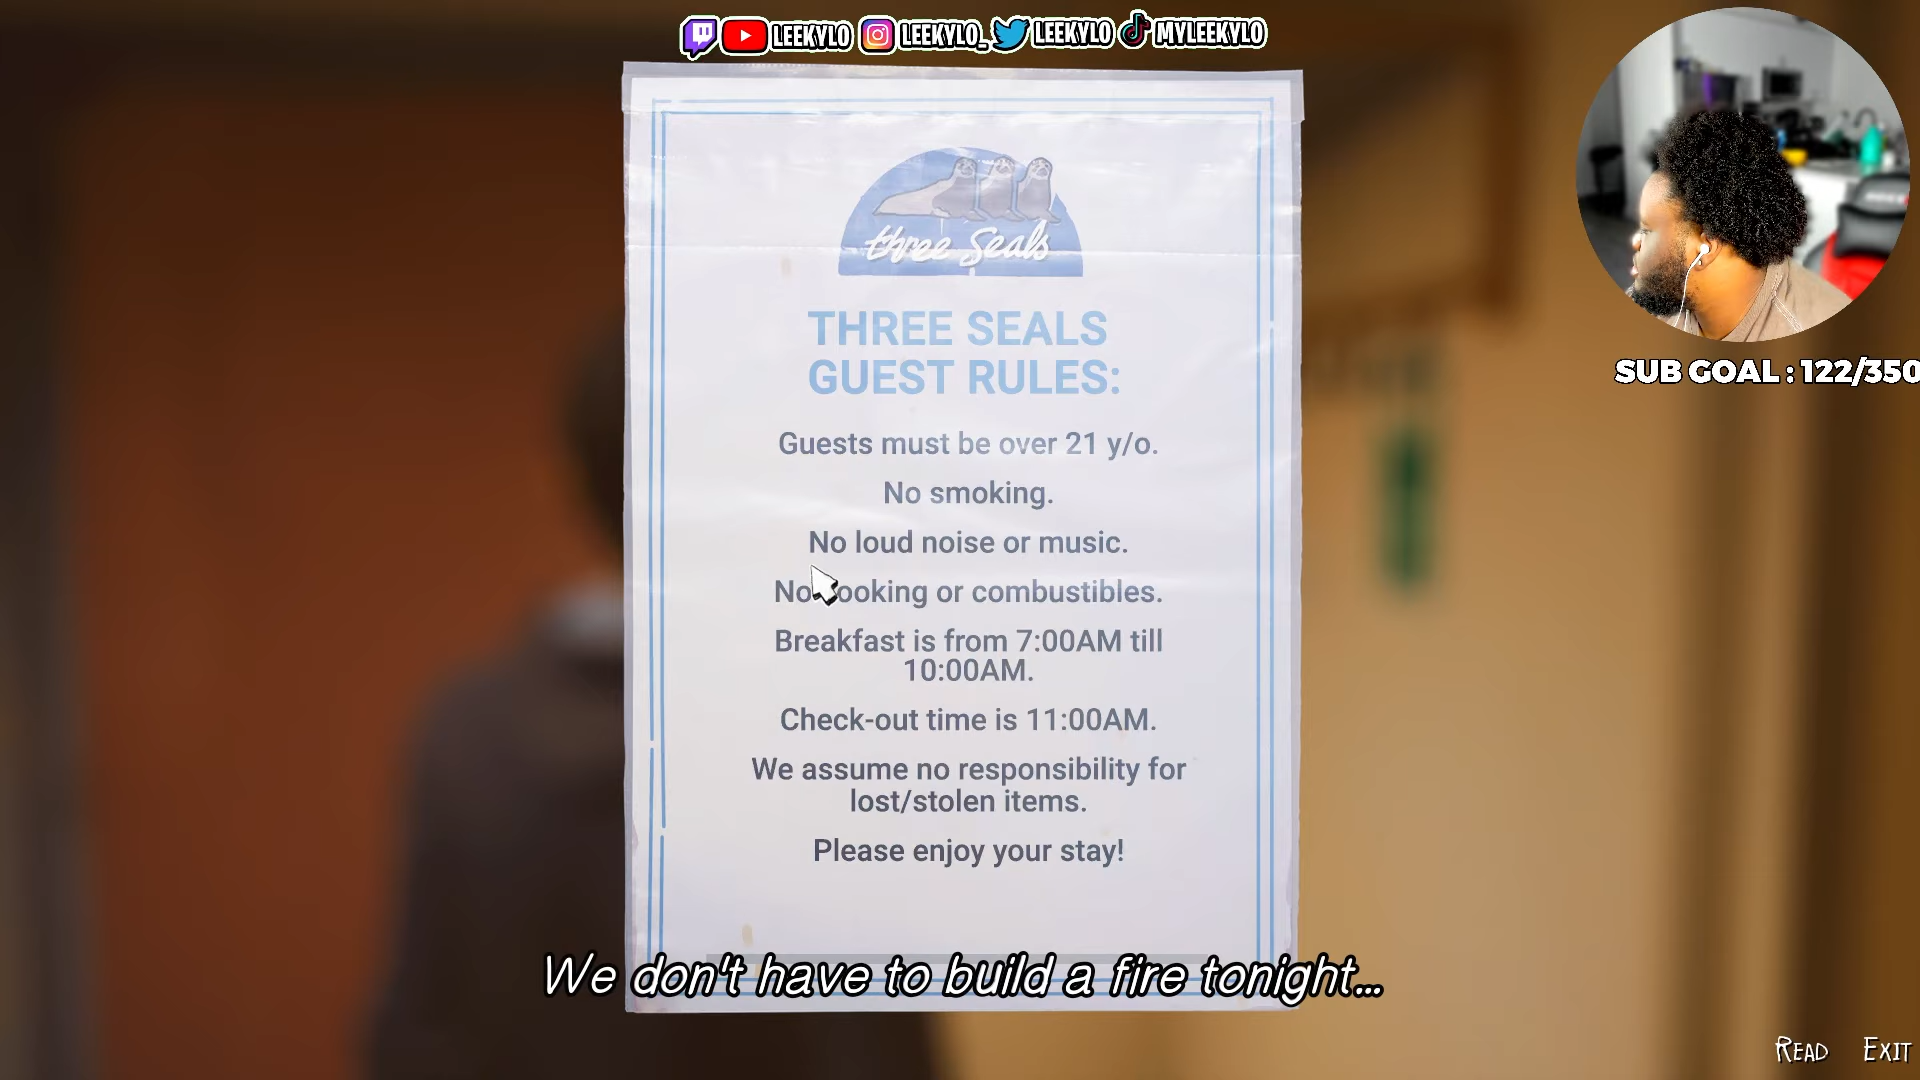 LEEKYLO LEEKYLO_ LEEKYLO MYLEEKYLO
three Seals
THREE SEALS
GUEST RULES:
Guests must be over 21 y/o.
No smoking.
No loud noise or music.
No cooking or combustibles.
Breakfast is from 7:00AM till
10:00AM.
Check-out time is 11:00AM.
We assume no responsibility for
lost/stolen items.
Please enjoy your stay!
We don't have to build a fire tonight...
SUB GOAL : 122/350
READ EXIT